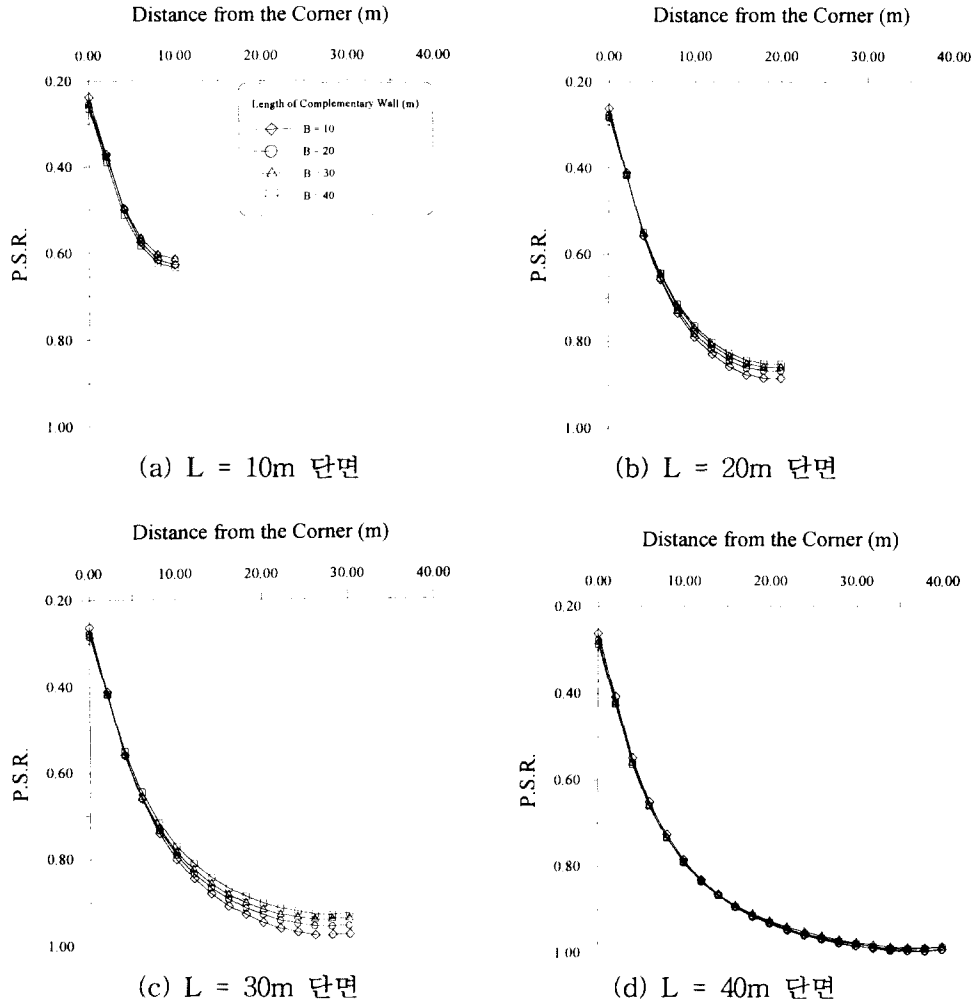 Distance from the Corner (m)
0.00 10.00 20.00 30.00 40.00
0.20
0.40
0.60
0.80
1.00
P.S.R.
Length of Complementary Wall (m)
B - 10
B - 20
B - 30
B - 40
(a) L = 10m 단면
Distance from the Corner (m)
0.00 10.00 20.00 30.00 40.00
0.20
0.40
0.60
0.80
1.00
P.S.R.
(b) L = 20m 단면
Distance from the Corner (m)
0.00 10.00 20.00 30.00 40.00
0.20
0.40
0.60
0.80
1.00
P.S.R.
(c) L = 30m 단면
Distance from the Corner (m)
0.00 10.00 20.00 30.00 40.00
0.20
0.40
0.60
0.80
1.00
P.S.R.
(d) L = 40m 단면